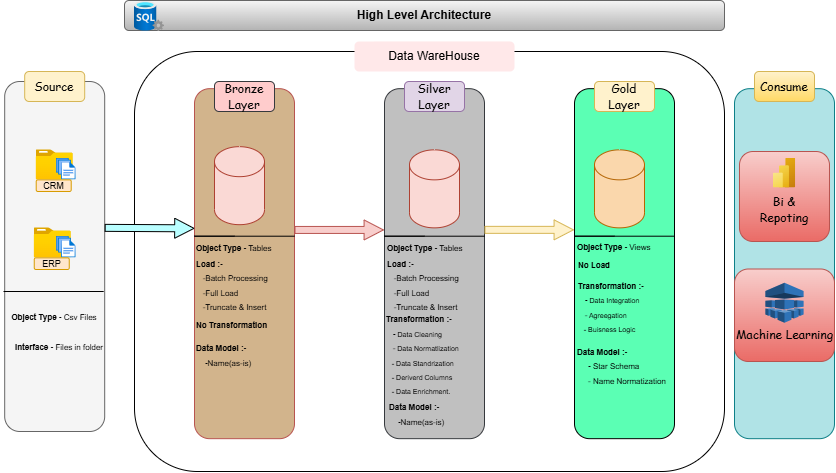 SQL
High Level Architecture
Data WareHouse
Source
CRM
ERP
Object Type - Csv Files
Interface - Files in folder
Bronze
Layer
Object Type - Tables
Load :-
-Batch Processing
-Full Load
-Truncate & Insert
No Transformation
Data Model :-
-Name(as-is)
Silver
Layer
Object Type - Tables
Load :-
-Batch Processing
-Full Load
-Truncate & Insert
Transformation :-
- Data Cleaning
- Data Normatlization
- Data Standrization
- Deriverd Columns
- Data Enrichment.
Data Model :-
-Name(as-is)
Gold
Layer
Object Type - Views
No Load
Transformation :-
- Data Integration
- Agreegation
- Buisness Logic
Data Model :-
- Star Schema
- Name Normatization
Consume
Bi &
Repoting
Machine Learning